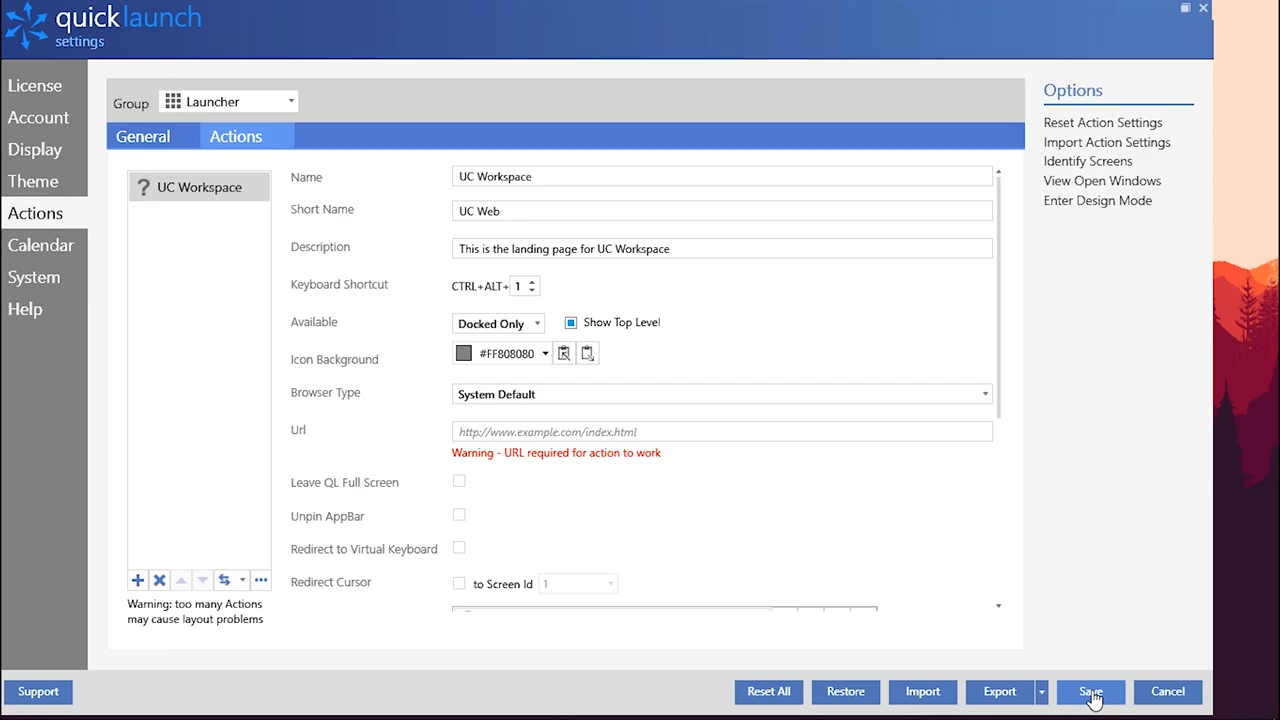 quicklaunch
settings
License
Account
Display
Theme
Actions
Calendar
System
Help
Group
Launcher
General
Actions
? UC Workspace
Warning: too many Actions
may cause layout problems
Name
UC Workspace
Short Name
UC Web
Description
This is the landing page for UC Workspace
Keyboard Shortcut
CTRL+ALT+ 1
Available
Docked Only
Show Top Level
Icon Background
#FF808080
Browser Type
System Default
Url
http://www.example.com/index.html
Warning - URL required for action to work
Leave QL Full Screen
Unpin AppBar
Redirect to Virtual Keyboard
Redirect Cursor
to Screen Id 1
Options
Reset Action Settings
Import Action Settings
Identify Screens
View Open Windows
Enter Design Mode
Support
Reset All
Restore
Import
Export
Save
Cancel